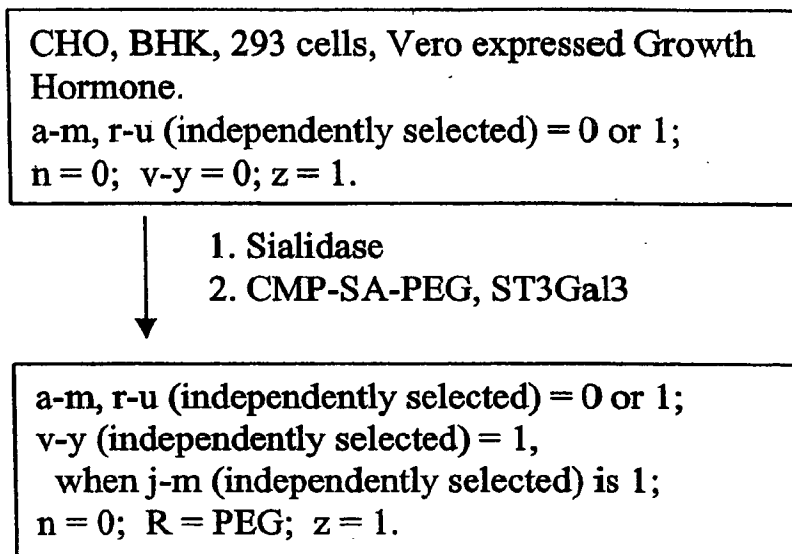 CHO, BHK, 293 cells, Vero expressed Growth
Hormone.
a-m, r-u (independently selected) = 0 or 1;
n = 0; v-y = 0; z = 1.
1. Sialidase
2. CMP-SA-PEG, ST3Gal3
a-m, r-u (independently selected) = 0 or 1;
v-y (independently selected) = 1,
when j-m (independently selected) is 1;
n = 0; R = PEG; z = 1.